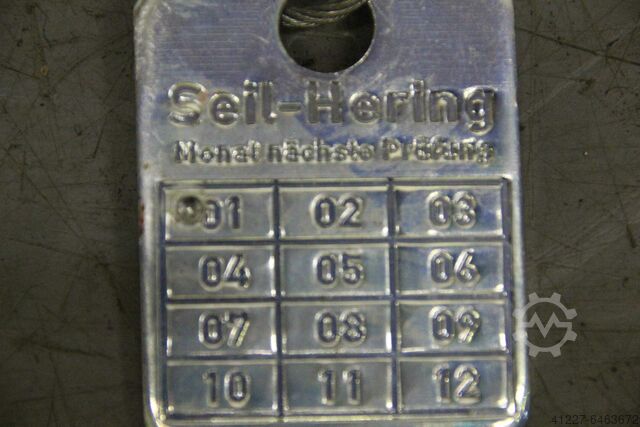 Seil-Hering
Monat nächste Prüfung
01 02 03
04 05 06
07 08 09
10 11 12
41227-6463672